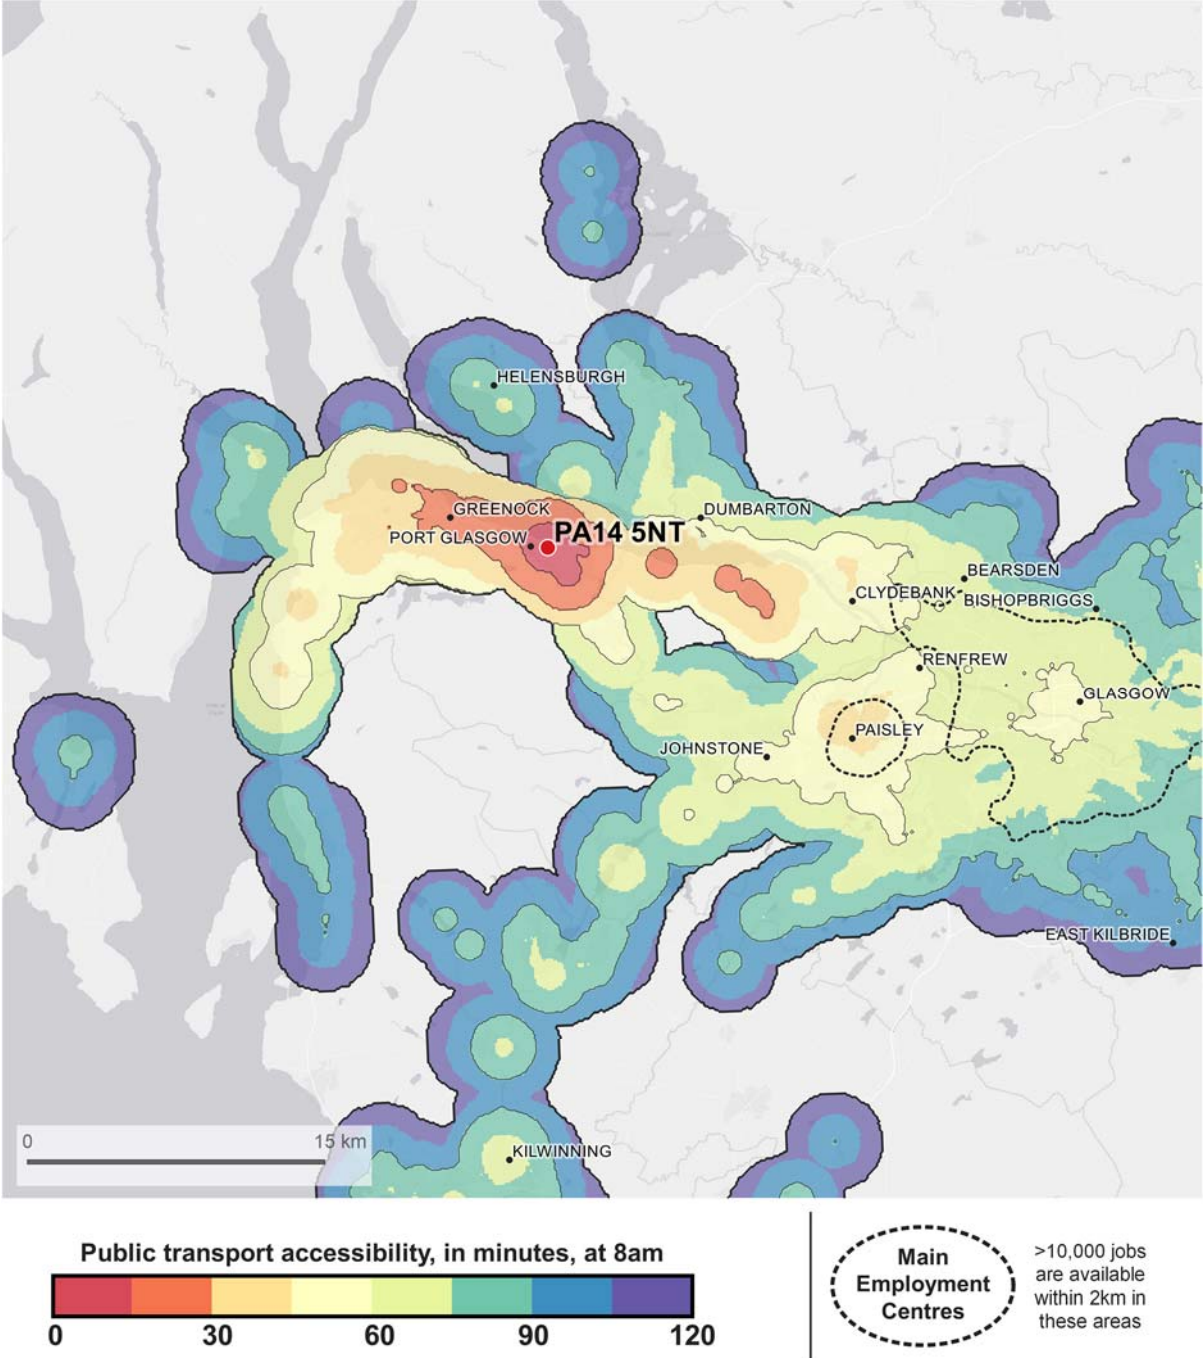 HELENSBURGH
GREENOCK
DUMBARTON
PORT GLASGOW
PA14 5NT
BEARSDEN
CLYDEBANK
BISHOPBRIGGS
RENFREW
GLASGOW
PAISLEY
JOHNSTONE
EAST KILBRIDE
KILWINNING
0 15 km
Public transport accessibility, in minutes, at 8am
0 30 60 90 120
Main
Employment
Centres
>10,000 jobs
are available
within 2km in
these areas